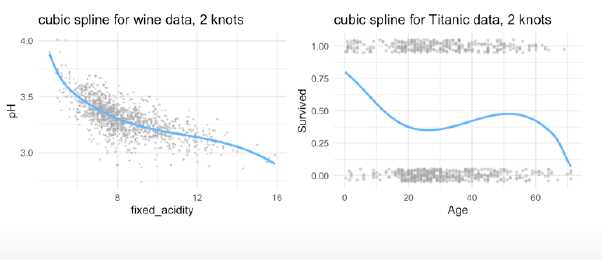 cubic spline for wine data, 2 knots
4.0
3.5
3.0
pH
8
12
16
fixed_acidity
cubic spline for Titanic data, 2 knots
1.00
0.75
0.50
0.25
0.00
Survived
0
20
40
60
Age